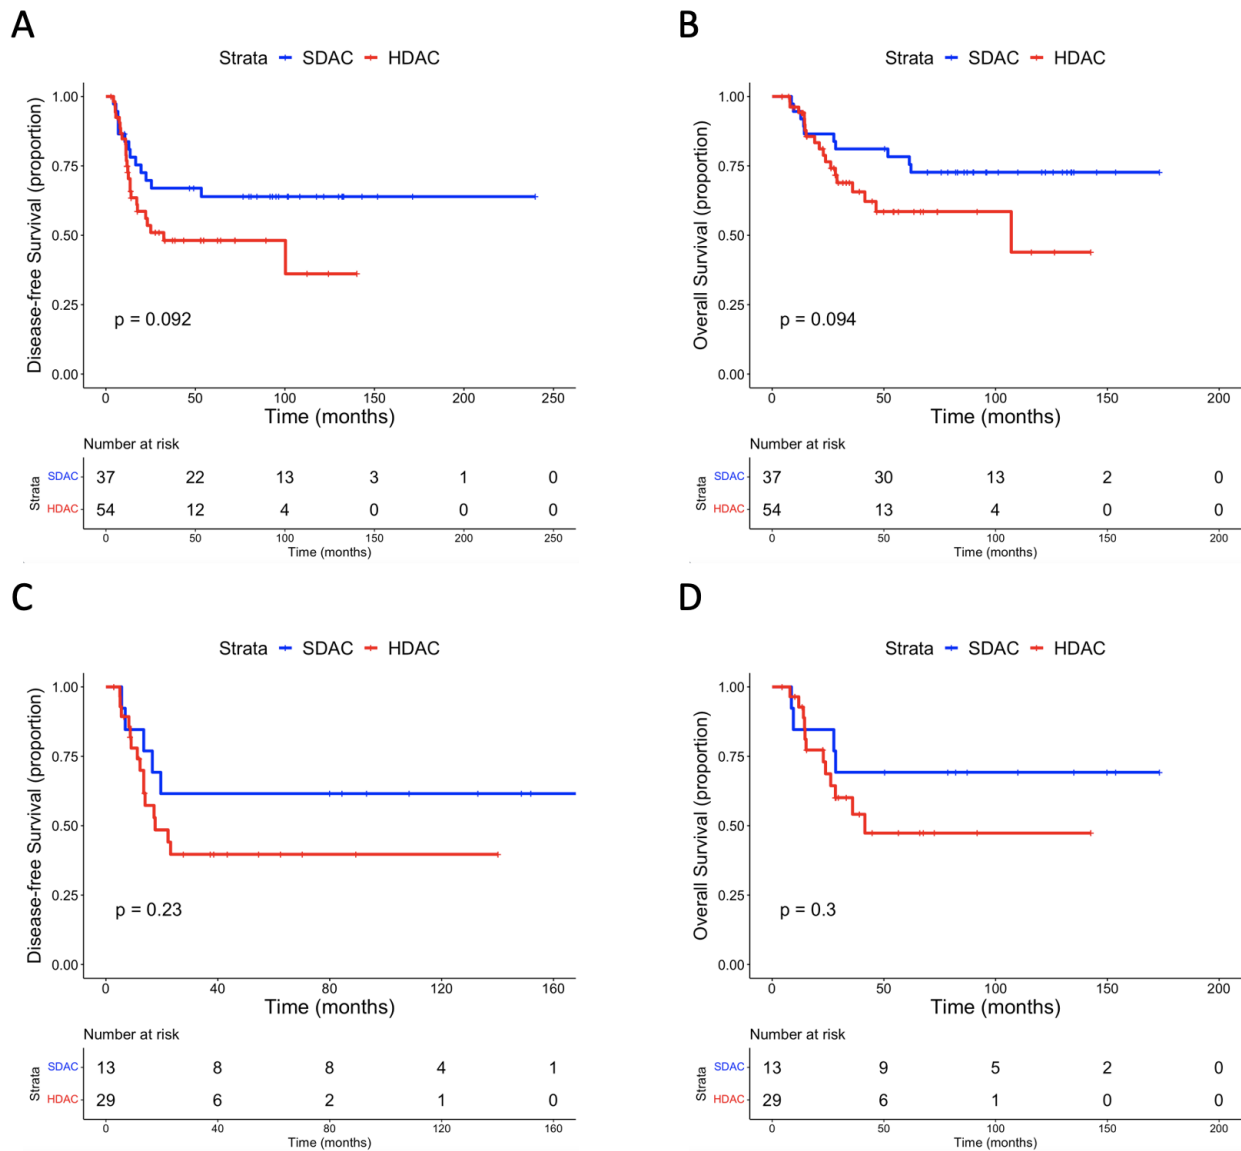 A
Strata SDAC HDAC
Disease-free Survival (proportion)
1.00
0.75
0.50
0.25
0.00
p = 0.092
0 50 100 150 200 250
Time (months)
Number at risk
Strata
SDAC 37 22 13 3 1 0
HDAC 54 12 4 0 0 0
0 50 100 150 200 250
Time (months)
B
Strata SDAC HDAC
Overall Survival (proportion)
1.00
0.75
0.50
0.25
0.00
p = 0.094
0 50 100 150 200
Time (months)
Number at risk
Strata
SDAC 37 30 13 2 0
HDAC 54 13 4 0 0
0 50 100 150 200
Time (months)
C
Strata SDAC HDAC
Disease-free Survival (proportion)
1.00
0.75
0.50
0.25
0.00
p = 0.23
0 40 80 120 160
Time (months)
Number at risk
Strata
SDAC 13 8 8 4 1
HDAC 29 6 2 1 0
0 40 80 120 160
Time (months)
D
Strata SDAC HDAC
Overall Survival (proportion)
1.00
0.75
0.50
0.25
0.00
p = 0.3
0 50 100 150 200
Time (months)
Number at risk
Strata
SDAC 13 9 5 2 0
HDAC 29 6 1 0 0
0 50 100 150 200
Time (months)